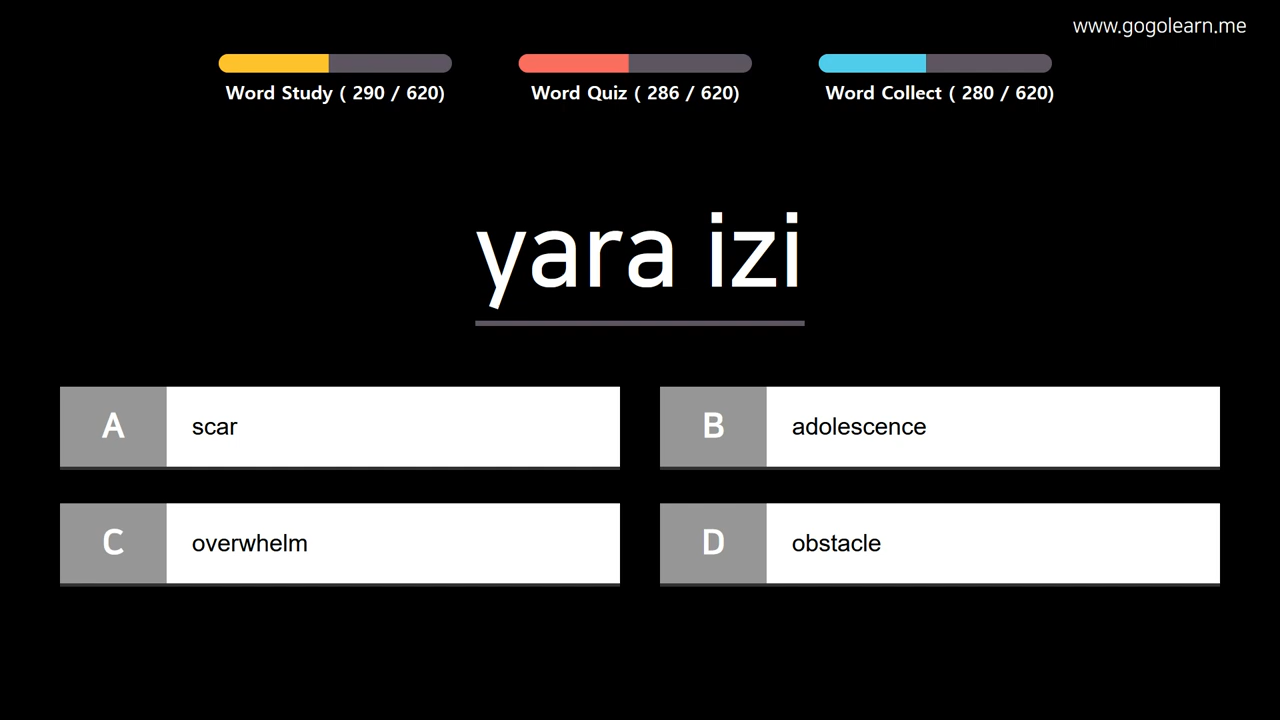 www.gogolearn.me
Word Study ( 290 / 620)
Word Quiz ( 286 / 620)
Word Collect ( 280 / 620)
yara izi
A scar
B adolescence
C overwhelm
D obstacle